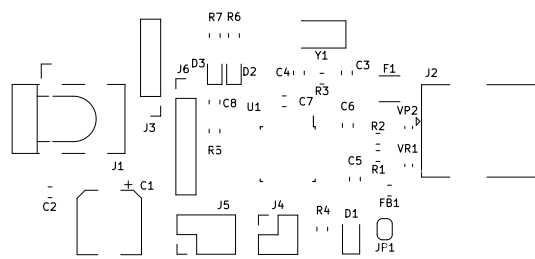 R7 R6
Y1
D3 D2
J6
C4 C3
F1 J2
R3
C8 U1 C7 C6
VP2
J3
R2
R5
J1
VR1
C5 R1
C1
C2
FB1
J5 J4 R4 D1
JP1